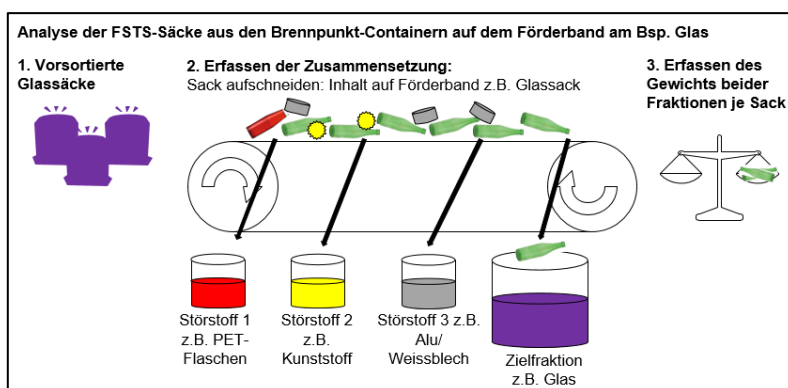 Analyse der FSTS-Säcke aus den Brennpunkt-Containern auf dem Förderband am Bsp. Glas
1. Vorsortierte
Glassäcke
2. Erfassen der Zusammensetzung:
Sack aufschneiden: Inhalt auf Förderband z.B. Glassack
3. Erfassen des
Gewichts beider
Fraktionen je Sack
Störstoff 1
z.B. PET-
Flaschen
Störstoff 2
z.B.
Kunststoff
Störstoff 3 z.B.
Alu/
Weissblech
Zielfraktion
z.B. Glas